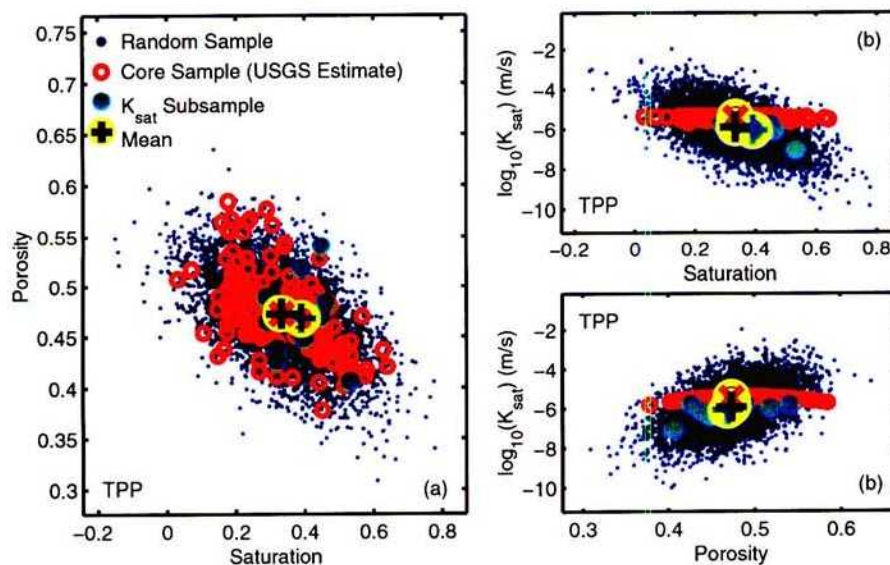 0.75
0.7
0.65
0.6
0.55
0.5
0.45
0.4
0.35
0.3
Porosity
Random Sample
Core Sample (USGS Estimate)
Ksat Subsample
Mean
TPP
(a)
-0.2 0 0.2 0.4 0.6 0.8
Saturation
-2
-4
-6
-8
-10
log10(Ksat) (m/s)
(b)
TPP
-0.2 0 0.2 0.4 0.6 0.8
Saturation
-2
-4
-6
-8
-10
log10(Ksat) (m/s)
TPP
(b)
0.3 0.4 0.5 0.6
Porosity